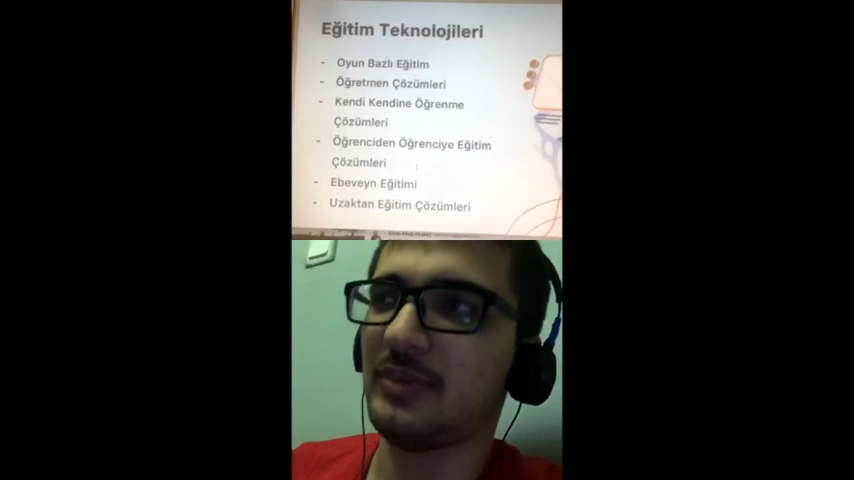 Eğitim Teknolojileri
- Oyun Bazlı Eğitim
- Öğretmen Çözümleri
- Kendi Kendine Öğrenme
Çözümleri
- Öğrenciden Öğrenciye Eğitim
Çözümleri
- Ebeveyn Eğitimi
- Uzaktan Eğitim Çözümleri